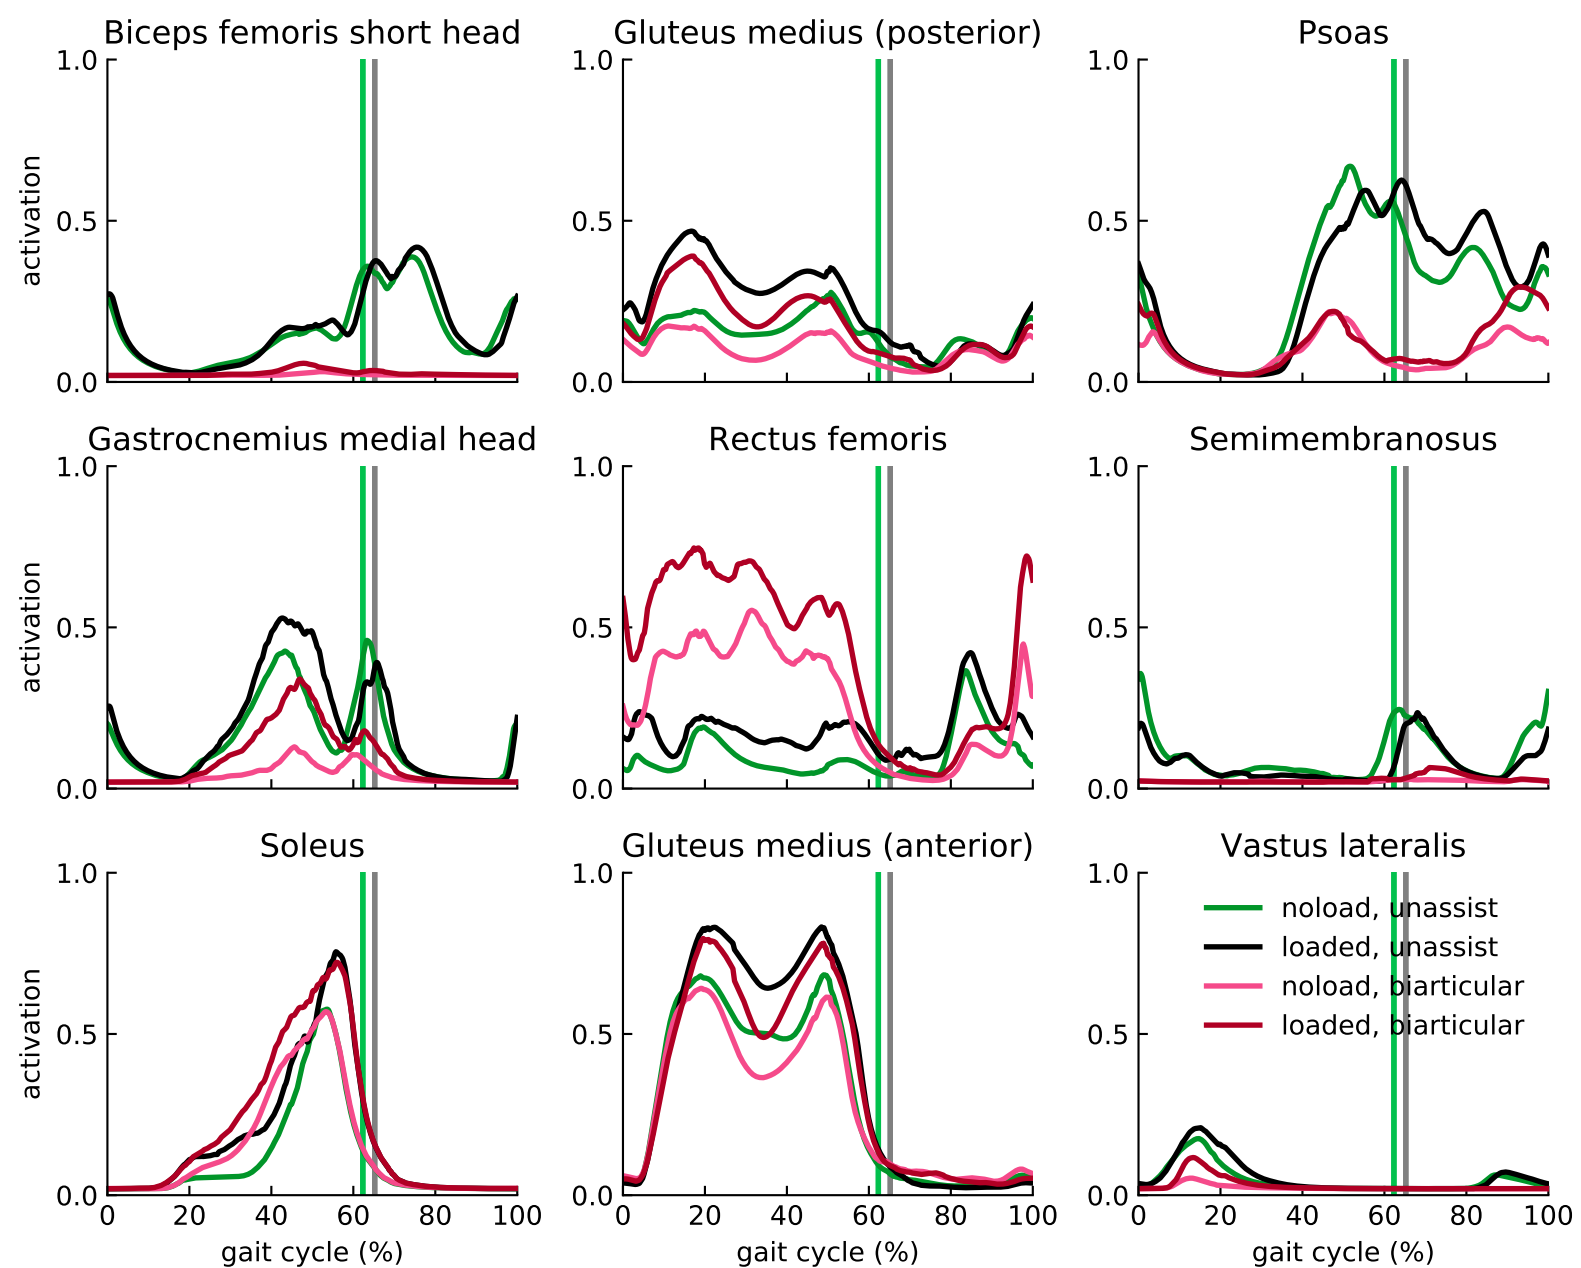 Biceps femoris short head
Gluteus medius (posterior)
Psoas
1.0
0.5
0.0
activation
1.0
0.5
0.0
1.0
0.5
0.0
Gastrocnemius medial head
Rectus femoris
Semimembranosus
1.0
0.5
0.0
activation
1.0
0.5
0.0
1.0
0.5
0.0
Soleus
Gluteus medius (anterior)
Vastus lateralis
1.0
0.5
0.0
activation
1.0
0.5
0.0
1.0
0.5
0.0
noload, unassist
loaded, unassist
noload, biarticular
loaded, biarticular
0 20 40 60 80 100
0 20 40 60 80 100
0 20 40 60 80 100
gait cycle (%)
gait cycle (%)
gait cycle (%)